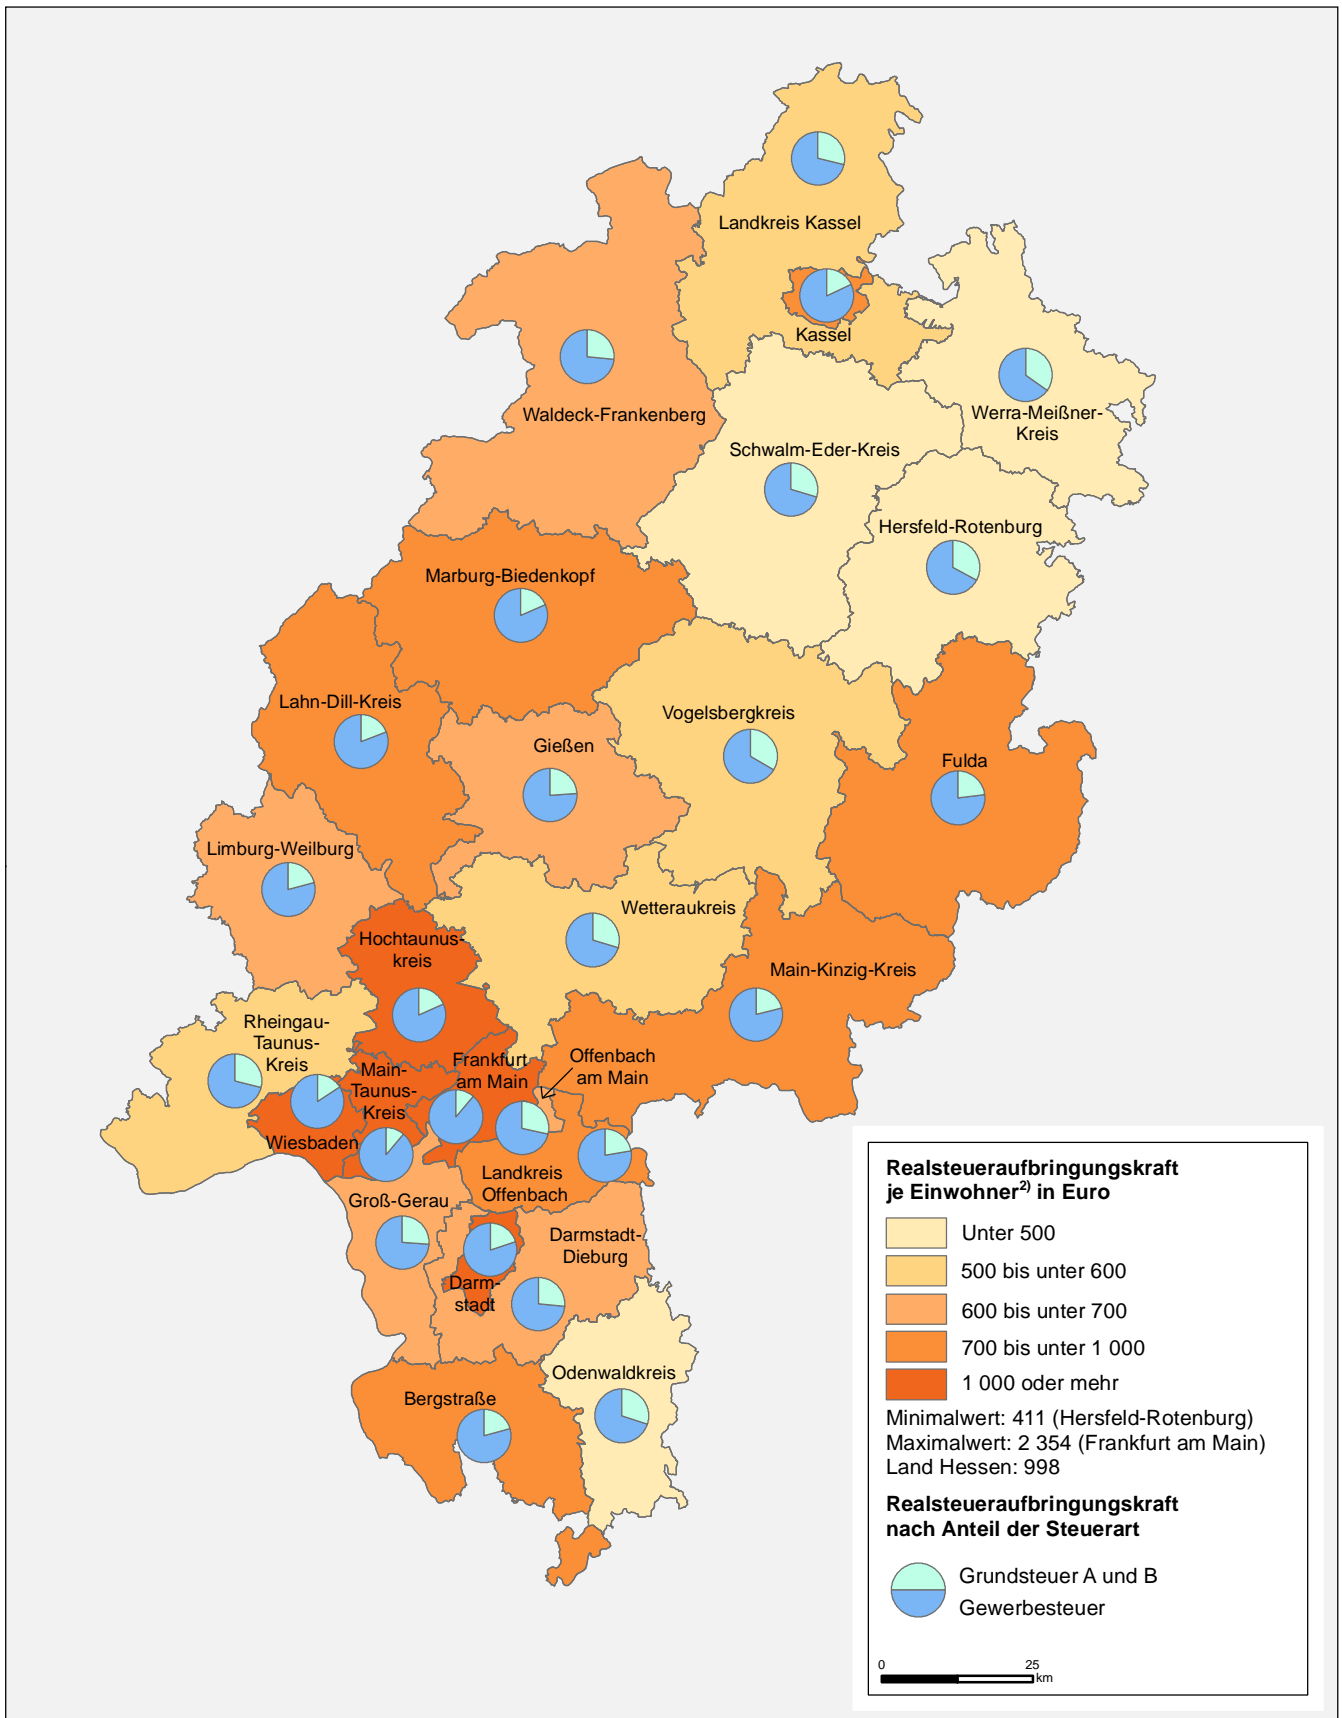 Landkreis Kassel
Kassel
Waldeck-Frankenberg
Werra-Meißner-
Kreis
Schwalm-Eder-Kreis
Hersfeld-Rotenburg
Marburg-Biedenkopf
Lahn-Dill-Kreis
Vogelsbergkreis
Gießen
Fulda
Limburg-Weilburg
Wetteraukreis
Hochtaunus-
kreis
Main-Kinzig-Kreis
Rheingau-
Taunus-
Kreis
Main-
Taunus-
Kreis
Frankfurt
am Main
Offenbach
am Main
Wiesbaden
Landkreis
Offenbach
Groß-Gerau
Darmstadt-
Dieburg
Darm-
stadt
Odenwaldkreis
Bergstraße
Realsteueraufbringungskraft
je Einwohner2) in Euro
Unter 500
500 bis unter 600
600 bis unter 700
700 bis unter 1 000
1 000 oder mehr
Minimalwert: 411 (Hersfeld-Rotenburg)
Maximalwert: 2 354 (Frankfurt am Main)
Land Hessen: 998
Realsteueraufbringungskraft
nach Anteil der Steuerart
Grundsteuer A und B
Gewerbesteuer
0 25
km